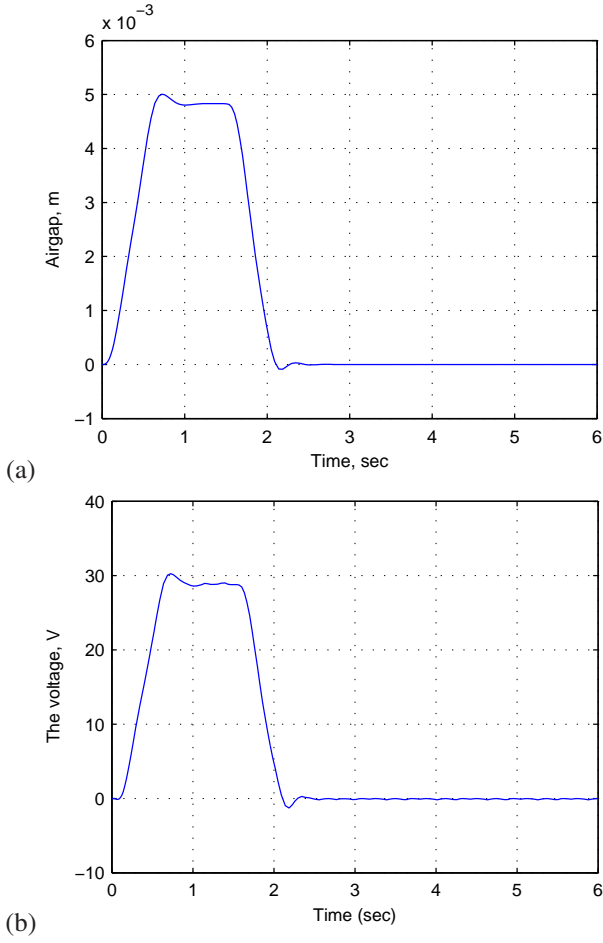 x 10⁻³
6
5
4
3
2
1
0
−1
Airgap, m
0 1 2 3 4 5 6
Time, sec
(a)
40
30
20
10
0
−10
The voltage, V
0 1 2 3 4 5 6
Time (sec)
(b)